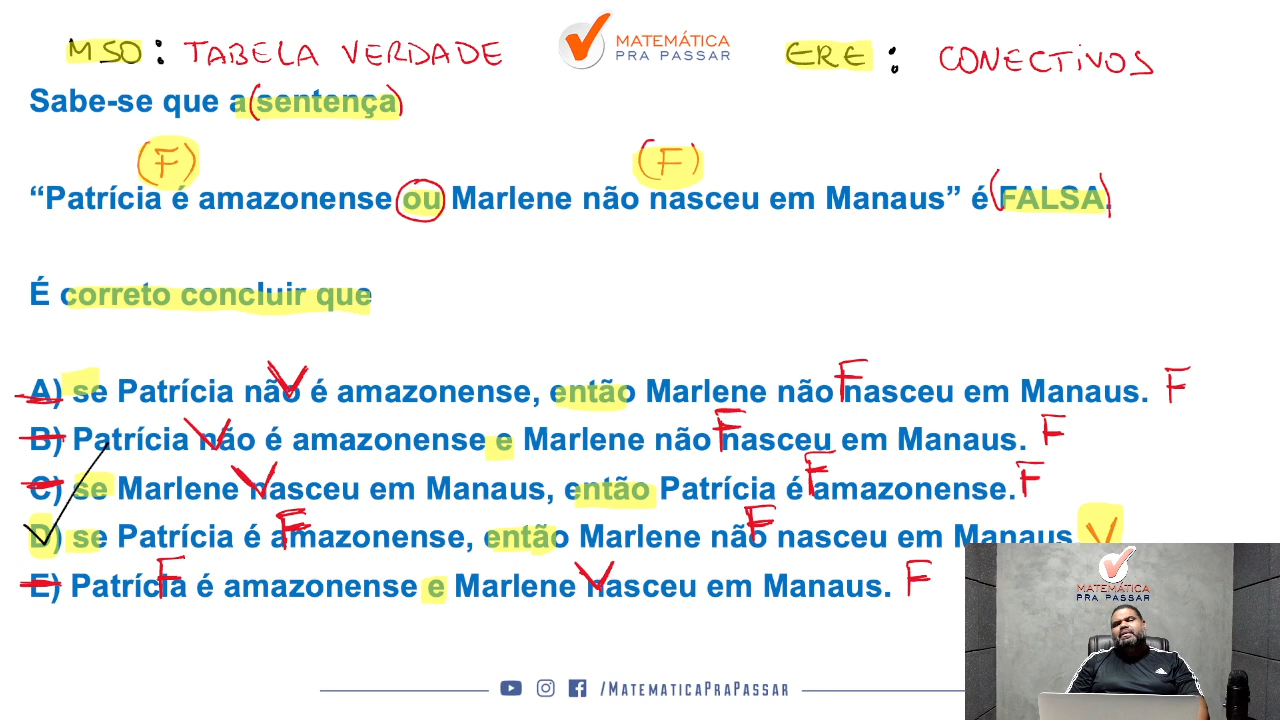 MSO : TABELA VERDADE
MATEMÁTICA
PRA PASSAR
ERE : CONECTIVOS
Sabe-se que a (sentença)
(F) (F)
“Patrícia é amazonense ou Marlene não nasceu em Manaus” é (FALSA.)
É correto concluir que
V F
A) se Patrícia não é amazonense, então Marlene não nasceu em Manaus. F
V F
B) Patrícia não é amazonense e Marlene não nasceu em Manaus. F
V F
C) se Marlene nasceu em Manaus, então Patrícia é amazonense. F
F F
D) se Patrícia é amazonense, então Marlene não nasceu em Manaus V
F V
E) Patrícia é amazonense e Marlene nasceu em Manaus. F
MATEMÁTICA
PRA PASSAR
/MATEMATICAPRAPASSAR